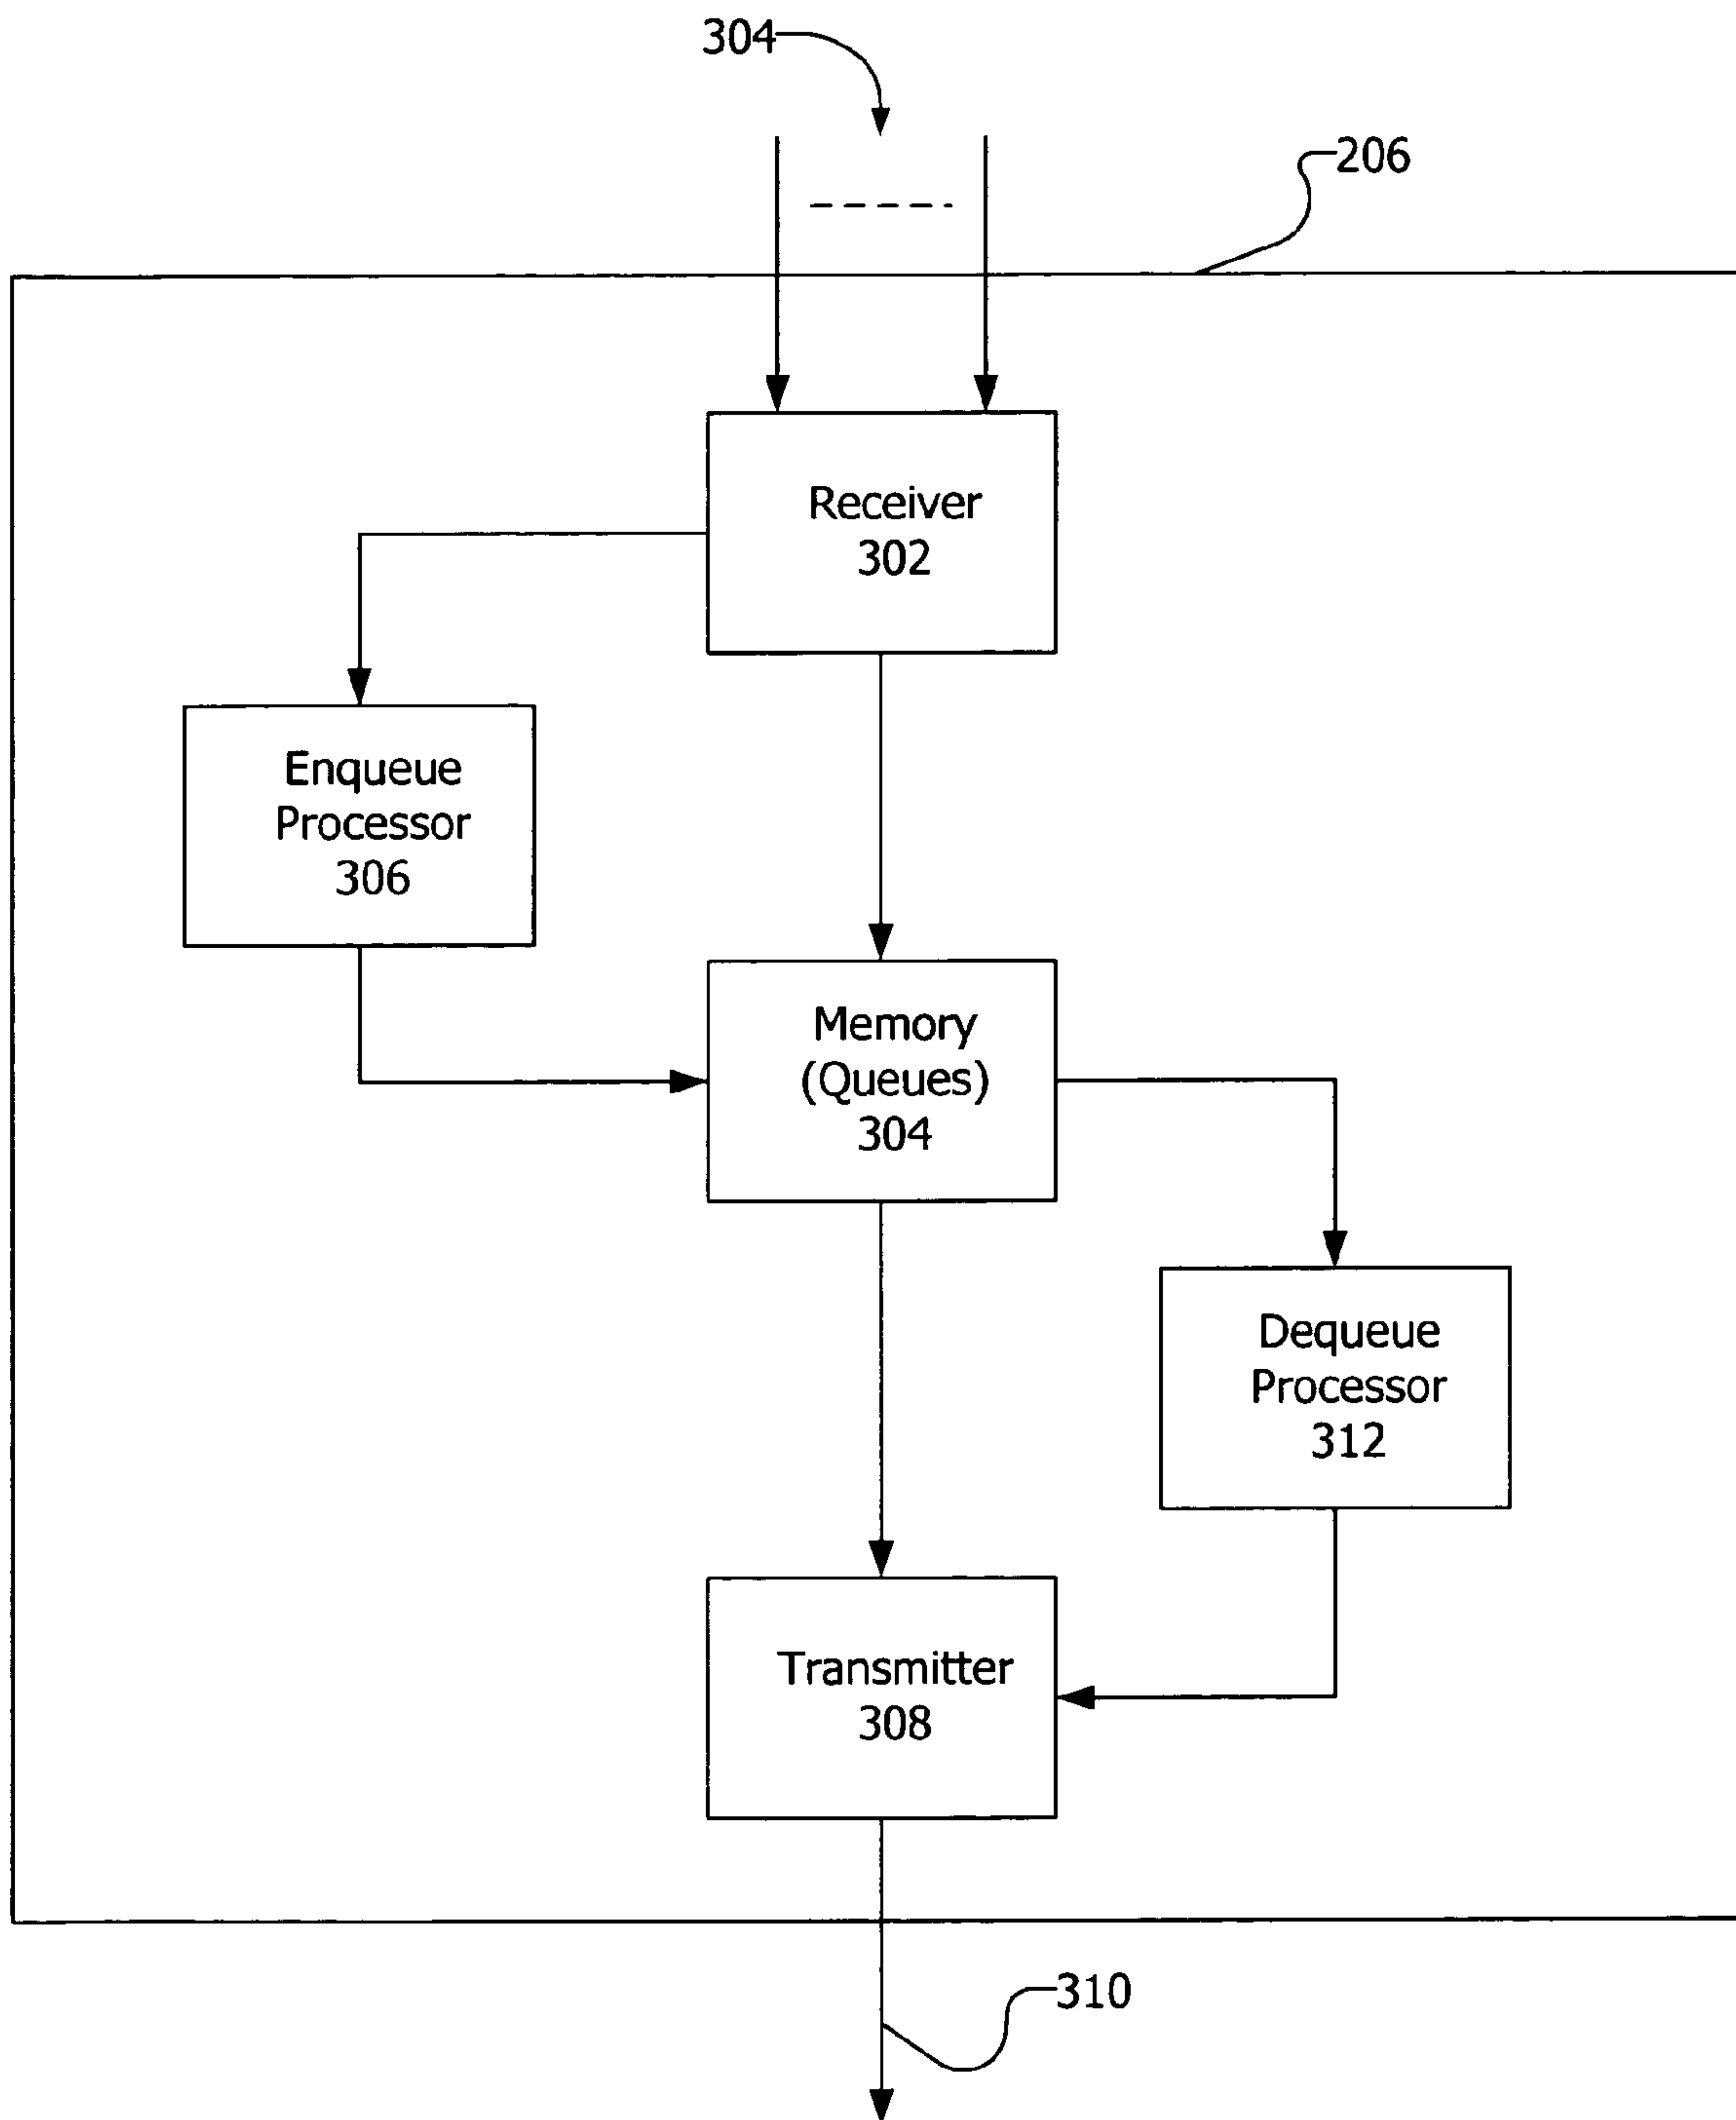 304
206
Receiver
302
Enqueue
Processor
306
Memory
(Queues)
304
Dequeue
Processor
312
Transmitter
308
310